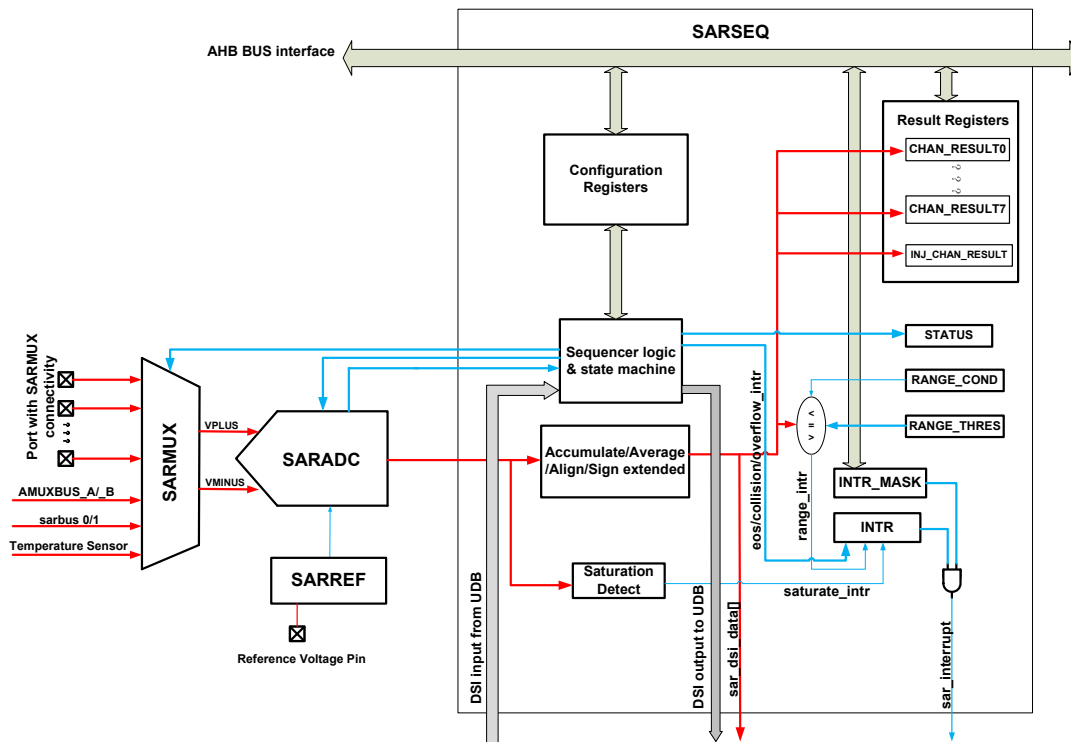 SARSEQ
AHB BUS interface
Result Registers
CHAN_RESULT0
? ? ?
CHAN_RESULT7
INJ_CHAN_RESULT
Configuration
Registers
Sequencer logic
& state machine
STATUS
RANGE_COND
RANGE_THRES
< = >
Port with SARMUX
connectivity
SARMUX
VPLUS
VMINUS
SARADC
Accumulate/Average
/Align/Sign extended
eos/collision/overflow_intr
range_intr
INTR_MASK
INTR
AMUXBUS_A/_B
sarbus 0/1
Temperature Sensor
SARREF
Saturation
Detect
saturate_intr
Reference Voltage Pin
DSI input from UDB
DSI output to UDB
sar_dsi_data[]
sar_interrupt